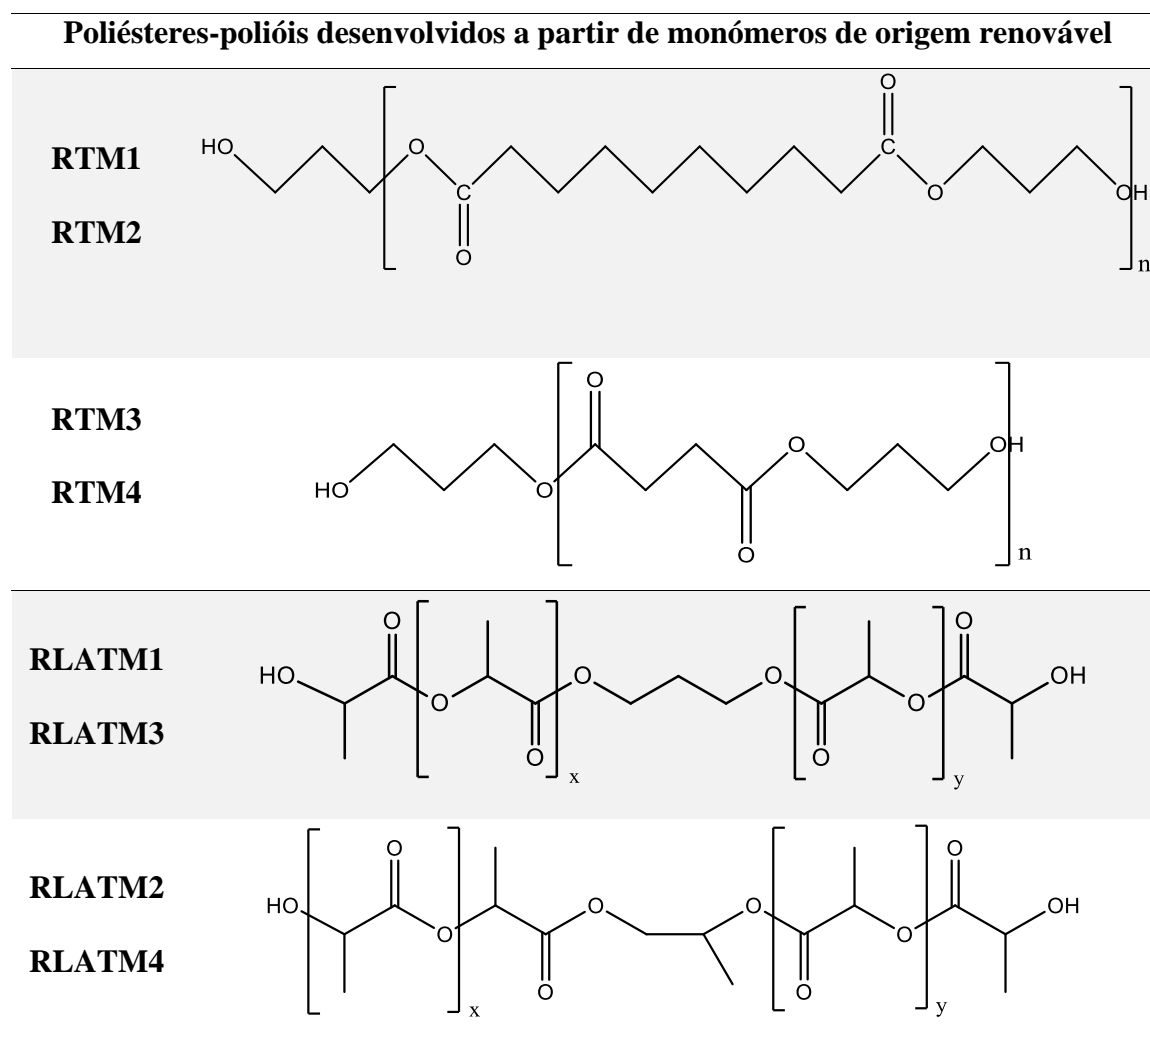 Poliésteres-polióis desenvolvidos a partir de monómeros de origem renovável
RTM1
RTM2
HO O C O C O O OH n
RTM3
RTM4
HO O O O O OH n
RLATM1
RLATM3
HO O O O x O O O O y O OH
RLATM2
RLATM4
HO O O x O O O O O y O OH